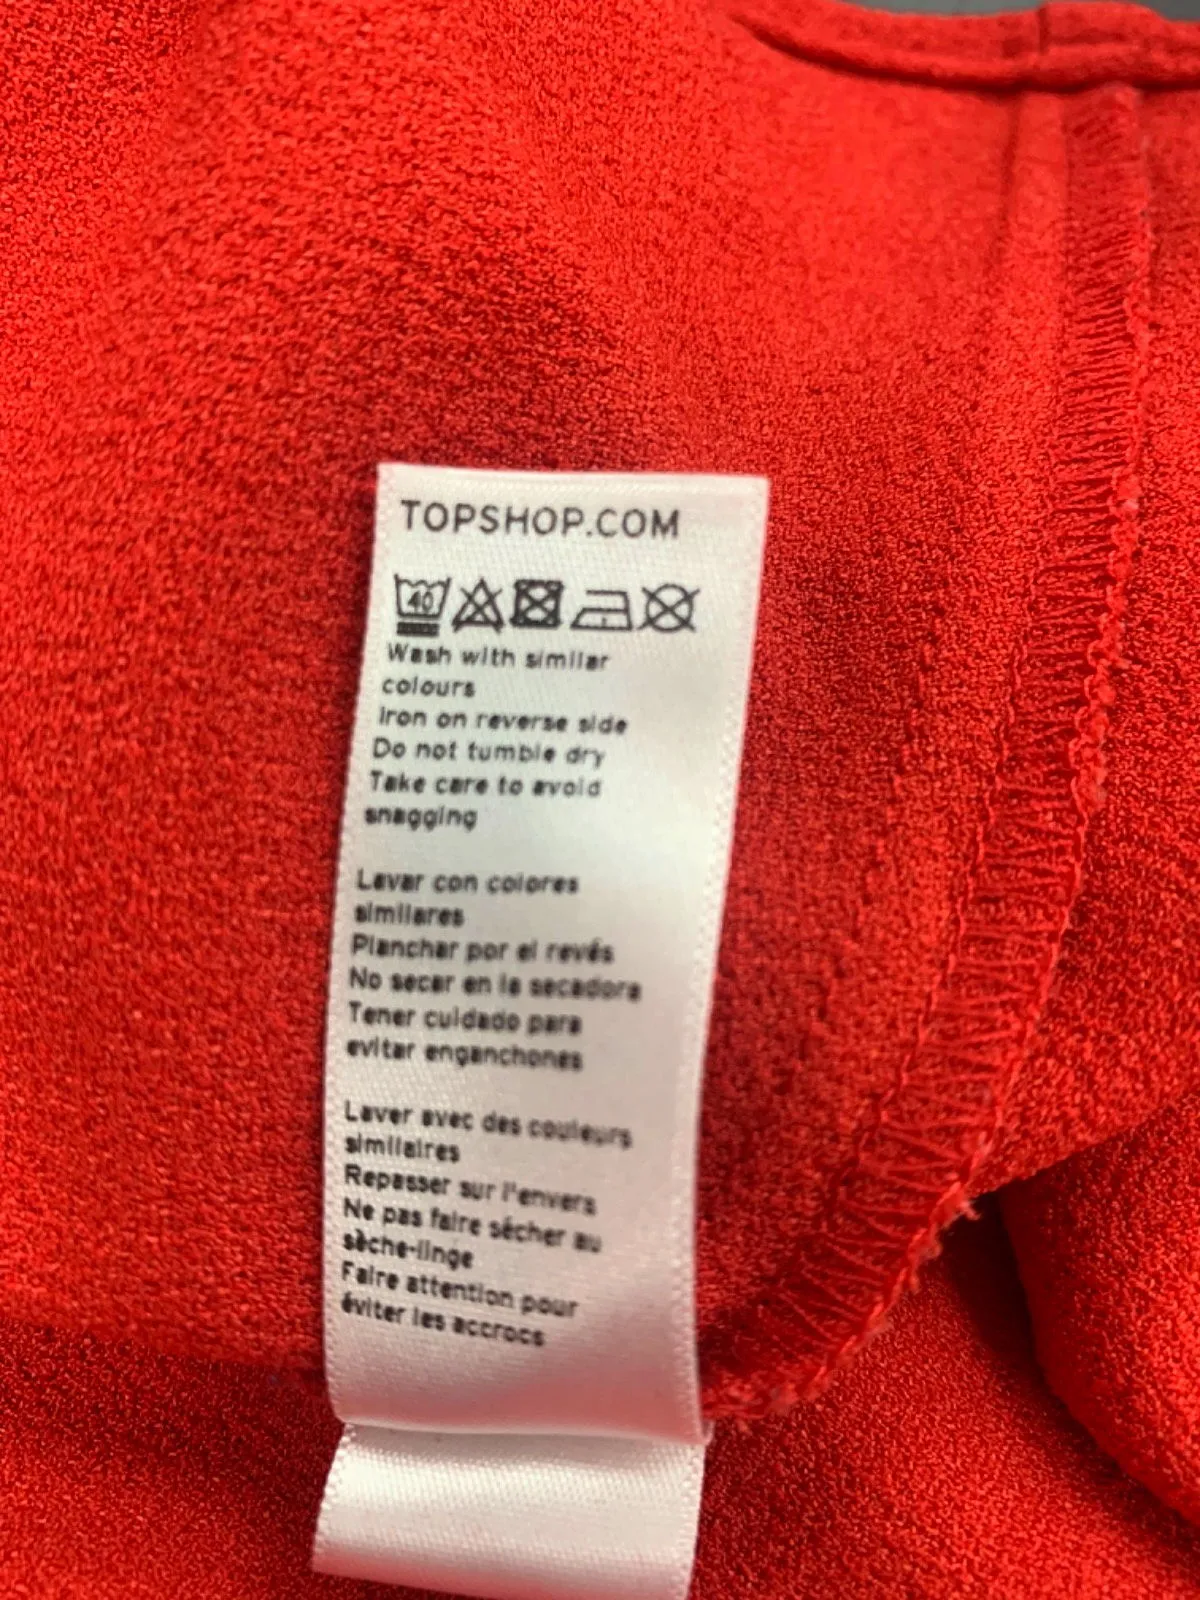 TOPSHOP.COM
40
Wash with similar
colours
Iron on reverse side
Do not tumble dry
Take care to avoid
snagging
Lavar con colores
similares
Planchar por el revés
No secar en la secadora
Tener cuidado para
evitar enganchones
Laver avec des couleurs
similaires
Repasser sur l'envers
Ne pas faire sécher au
sèche-linge
Faire attention pour
éviter les accrocs